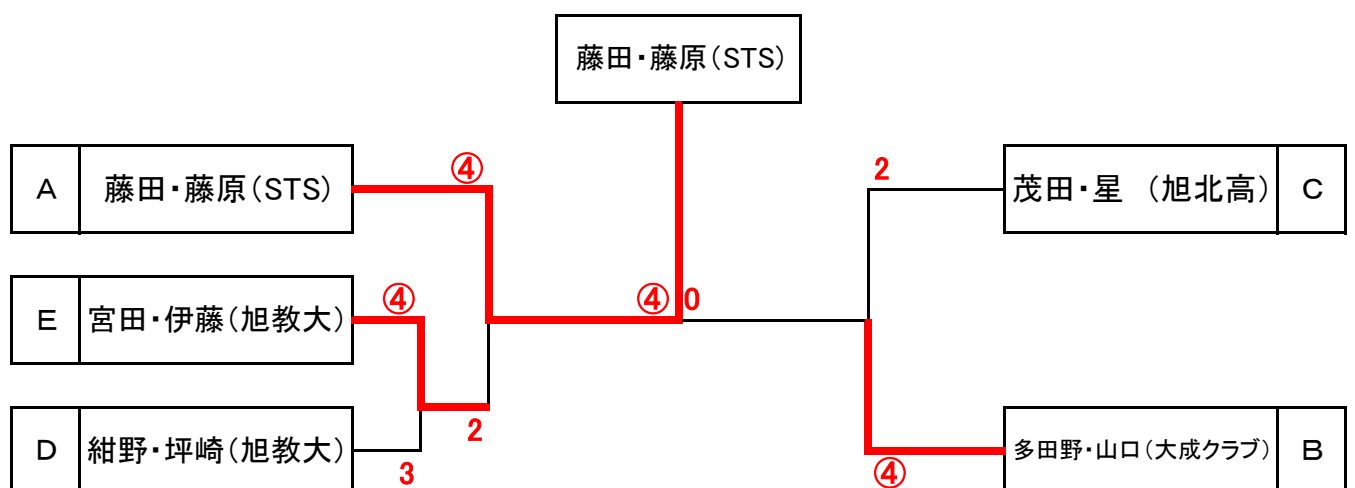 藤田・藤原(STS)
④
2
A 藤田・藤原(STS)
茂田・星 (旭北高) C
④
④ 0
E 宮田・伊藤(旭教大)
2
D 紺野・坪崎(旭教大)
3
④
多田野・山口(大成クラブ) B